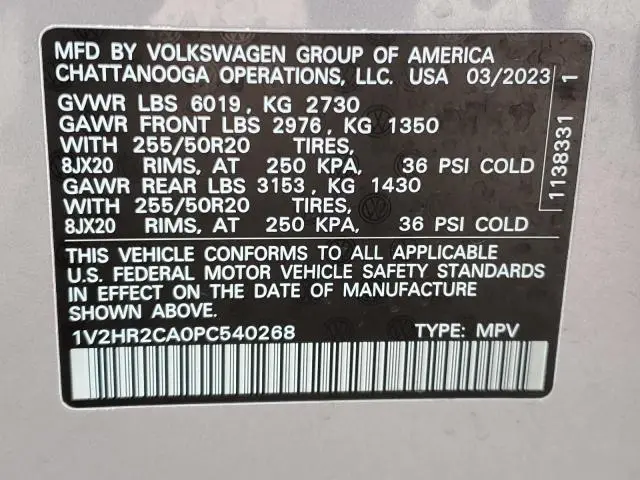 MFD BY VOLKSWAGEN GROUP OF AMERICA
CHATTANOOGA OPERATIONS, LLC. USA 03/2023
GVWR LBS 6019, KG 2730
GAWR FRONT LBS 2976, KG 1350
WITH 255/50R20 TIRES,
8JX20 RIMS, AT 250 KPA, 36 PSI COLD
GAWR REAR LBS 3153, KG 1430
WITH 255/50R20 TIRES,
8JX20 RIMS, AT 250 KPA, 36 PSI COLD
THIS VEHICLE CONFORMS TO ALL APPLICABLE
U.S. FEDERAL MOTOR VEHICLE SAFETY STANDARDS
IN EFFECT ON THE DATE OF MANUFACTURE
SHOWN ABOVE.
1V2HR2CA0PC540268 TYPE: MPV
1138331 1